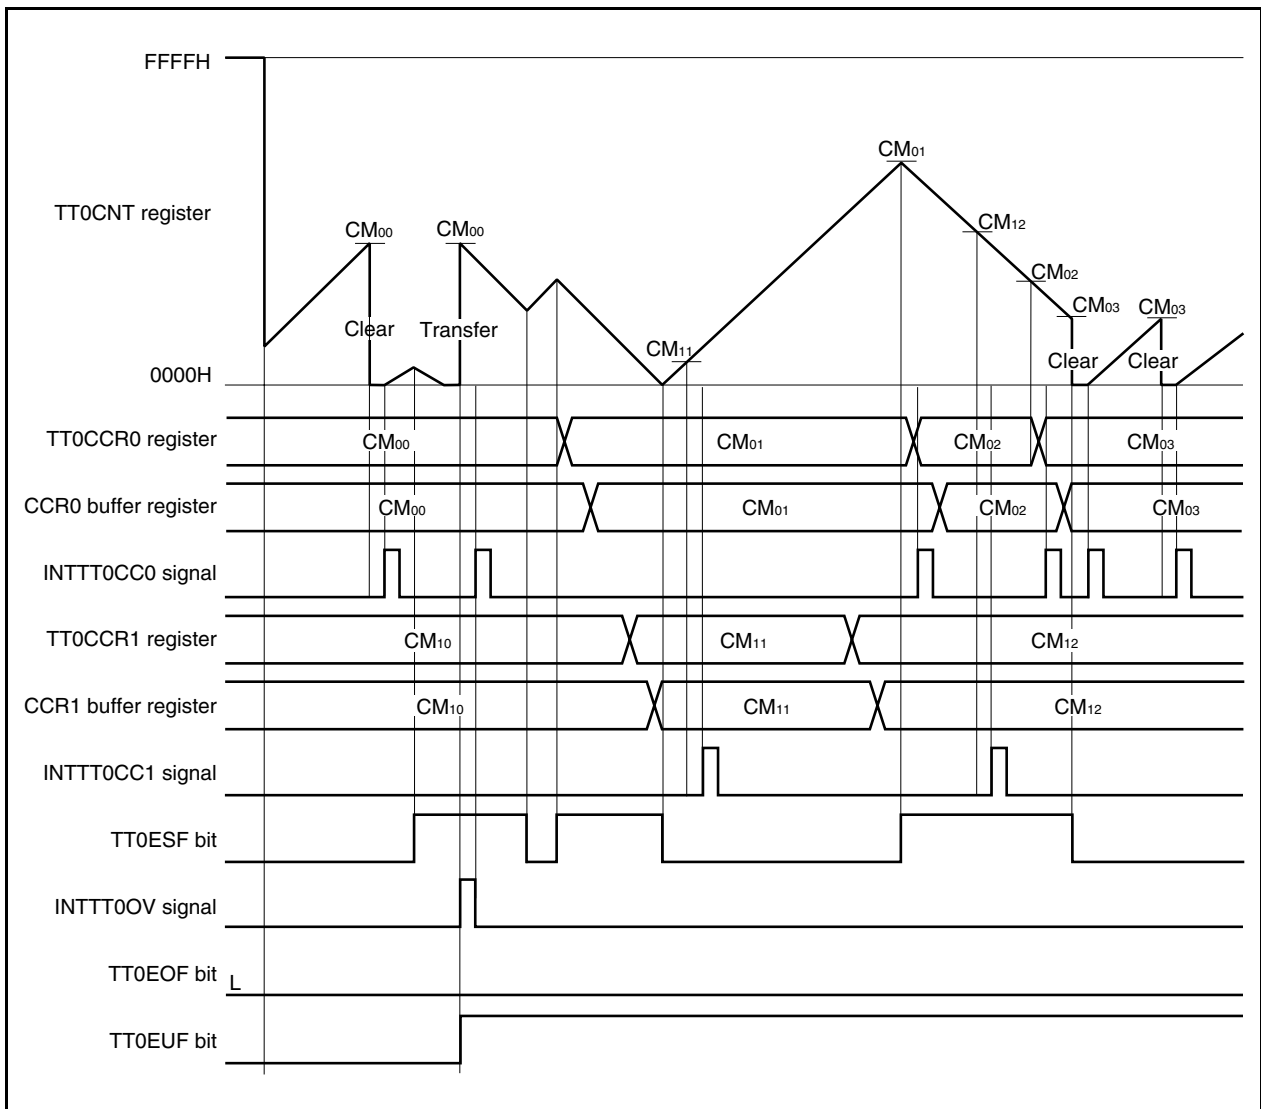 FFFFH
CM01
CM12
CM00 CM00
TT0CNT register
CM02
CM03 CM03
Clear Transfer
CM11
Clear Clear
0000H
TT0CCR0 register CM00 CM01 CM02 CM03
CCR0 buffer register CM00 CM01 CM02 CM03
INTTT0CC0 signal
TT0CCR1 register CM10 CM11 CM12
CCR1 buffer register CM10 CM11 CM12
INTTT0CC1 signal
TT0ESF bit
INTTT0OV signal
TT0EOF bit L
TT0EUF bit